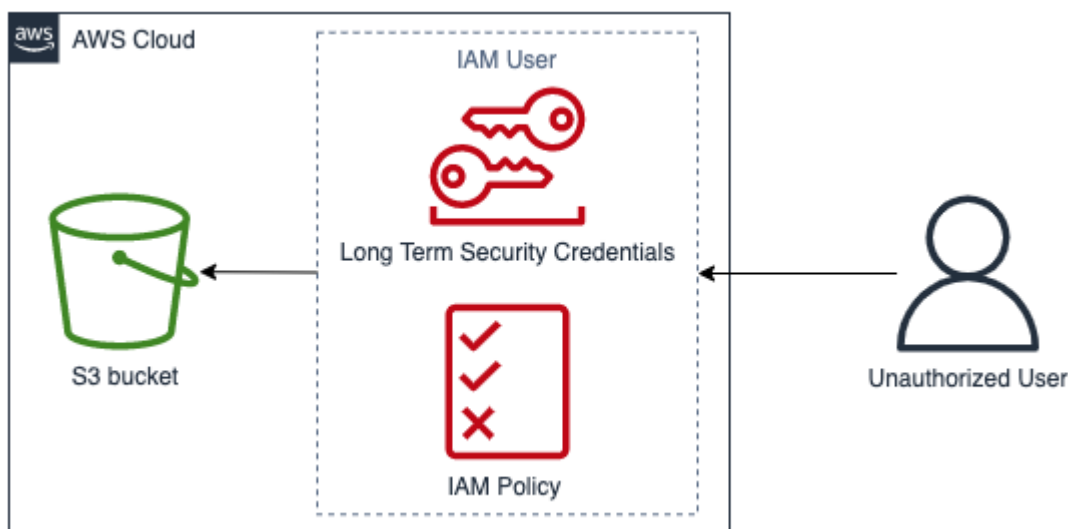 aws
AWS Cloud
IAM User
Long Term Security Credentials
S3 bucket
Unauthorized User
IAM Policy